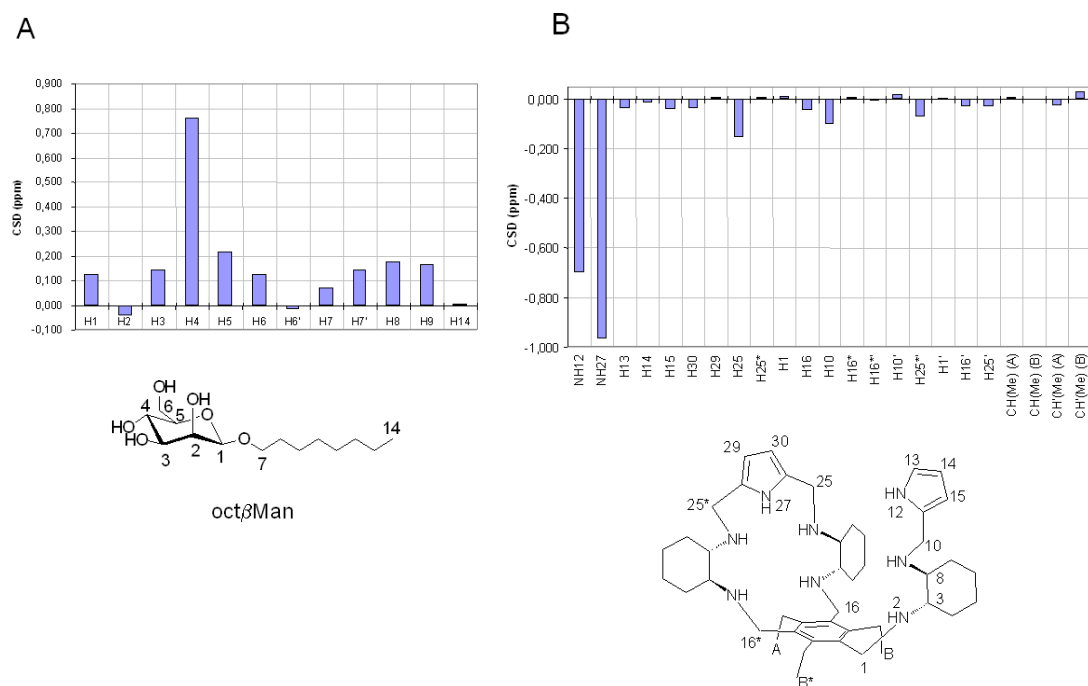 A
B
0,900
0,800
0,700
0,600
0,500
0,400
0,300
0,200
0,100
0,000
-0,100
CSD (ppm)
H1 H2 H3 H4 H5 H6 H6' H7 H7' H8 H9 H14
0,000
-0,200
-0,400
-0,600
-0,800
-1,000
CSD (ppm)
NH12 NH27 H13 H14 H15 H30 H29 H25 H25* H1 H16 H10 H16* H16*' H10' H25*' H1' H16' H25' CH(Me) (A) CH(Me) (B) CH'(Me) (A) CH'(Me) (B)
OH
6 OH
4 5 O
HO
HO
3 2 1 O 7 14
octβMan
29 30
13
14
25* HN 27 25 HN 12 15
H
NH HN 10
HN 8
NH HN 2 3
HN
16
16* A B
1
B*